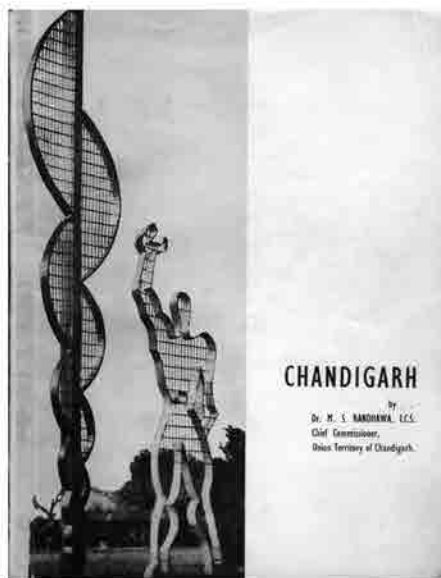 CHANDIGARH
by
Dr. M. S. RANDHAWA, I.C.S.
Chief Commissioner,
Union Territory of Chandigarh.